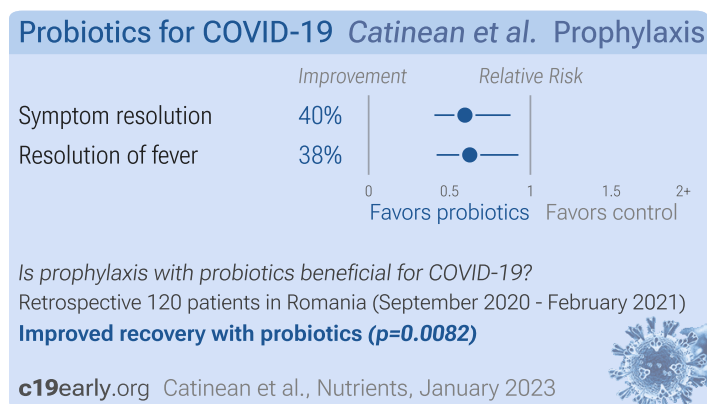 Probiotics for COVID-19 Catinean et al. Prophylaxis
Improvement Relative Risk
Symptom resolution 40%
Resolution of fever 38%
0 0.5 1 1.5 2+
Favors probiotics Favors control
Is prophylaxis with probiotics beneficial for COVID-19?
Retrospective 120 patients in Romania (September 2020 - February 2021)
Improved recovery with probiotics (p=0.0082)
c19early.org Catinean et al., Nutrients, January 2023